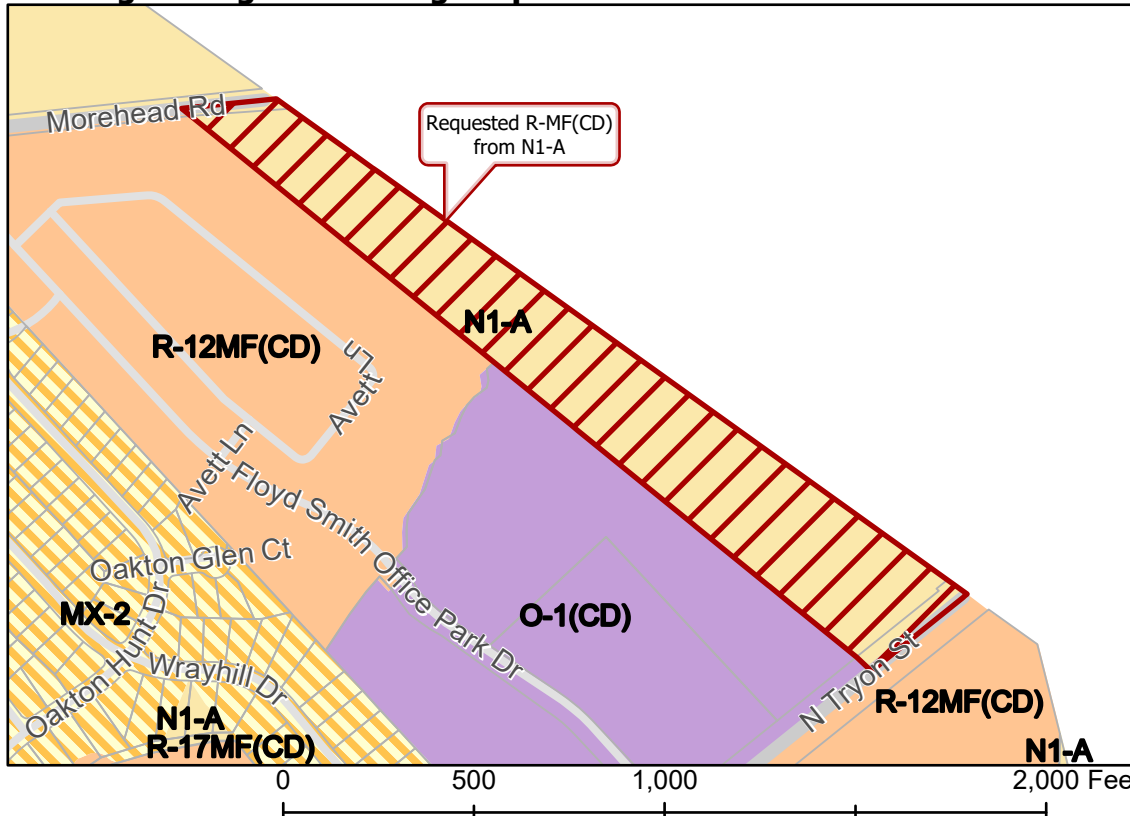 Morehead Rd
Requested R-MF(CD)
from N1-A
N1-A
R-12MF(CD)
Avett Ln
Avett Ln
Floyd Smith Office Park Dr
Oakton Glen Ct
MX-2
O-1(CD)
Oakton Hunt Dr
Wrayhill Dr
N Tryon St
R-12MF(CD)
N1-A
R-17MF(CD)
N1-A
0 500 1,000 2,000 Fee